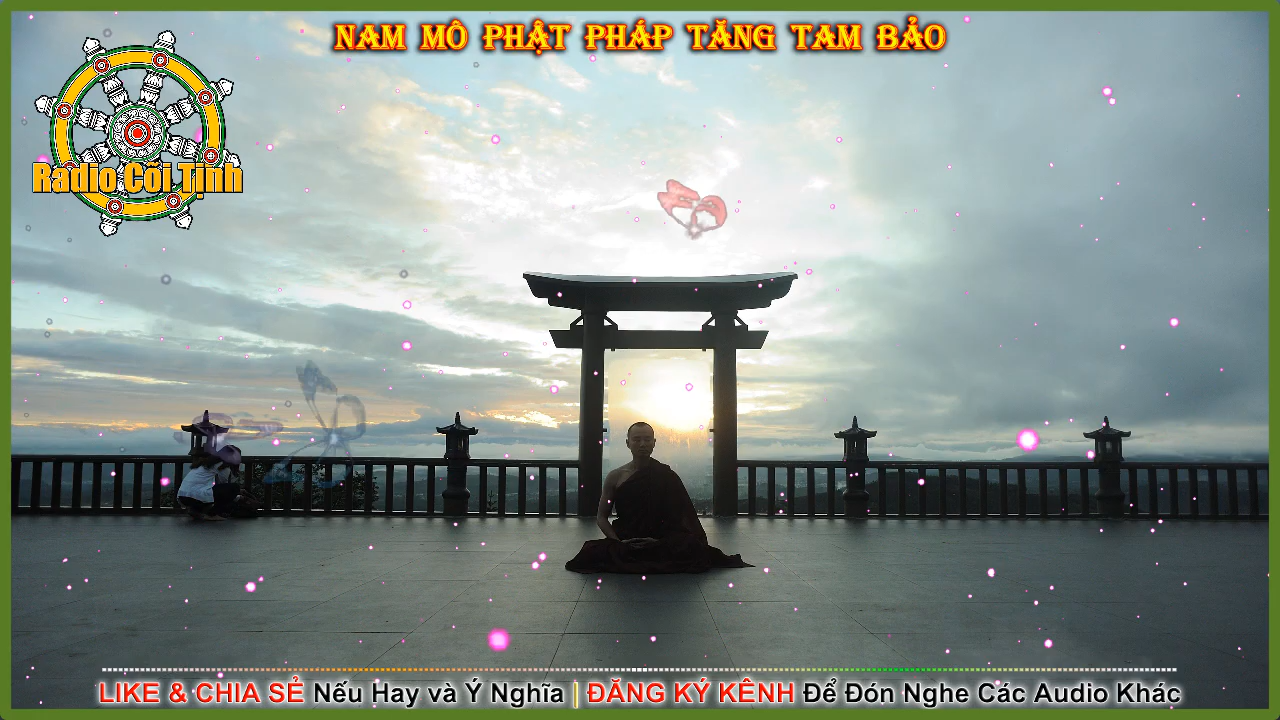 NAM MÔ PHẬT PHÁP TĂNG TAM BẢO
Radio Cõi Tịnh
LIKE & CHIA SẺ Nếu Hay và Ý Nghĩa | ĐĂNG KÝ KÊNH Để Đón Nghe Các Audio Khác